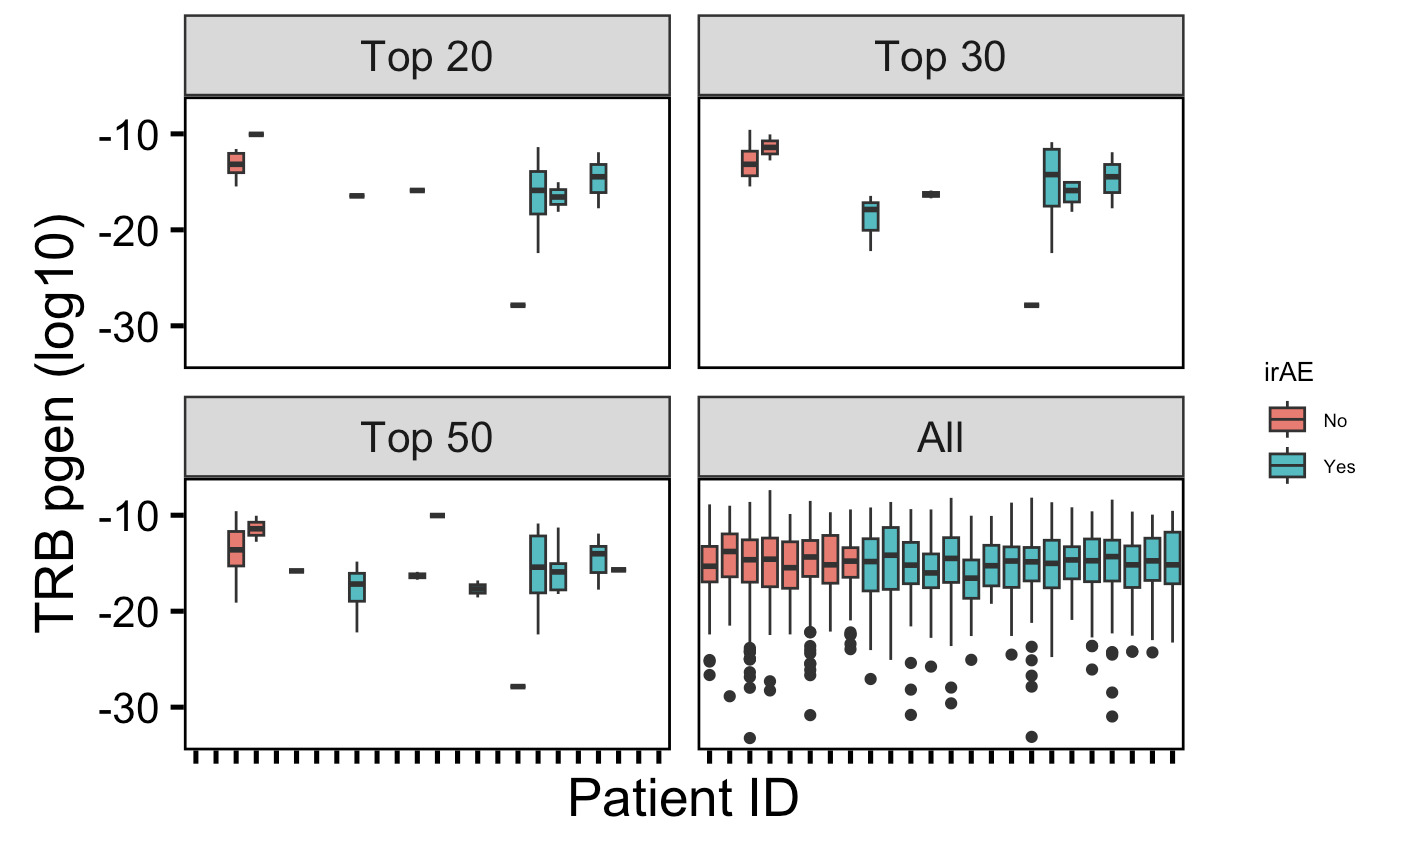 Top 20
Top 30
-10
-20
-30
Top 50
All
-10
-20
-30
TRB pgen (log10)
Patient ID
irAE
No
Yes